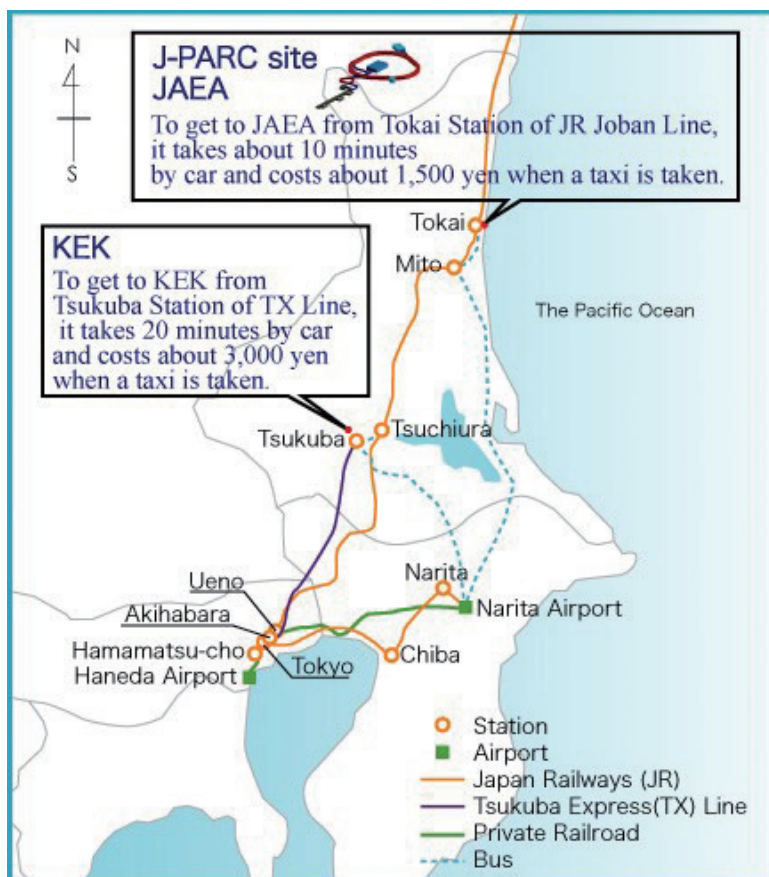 N
S
J-PARC site
JAEA
To get to JAEA from Tokai Station of JR Joban Line,
it takes about 10 minutes
by car and costs about 1,500 yen when a taxi is taken.
Tokai
Mito
KEK
To get to KEK from
Tsukuba Station of TX Line,
it takes 20 minutes by car
and costs about 3,000 yen
when a taxi is taken.
The Pacific Ocean
Tsukuba
Tsuchiura
Ueno
Narita
Akihabara
Narita Airport
Hamamatsu-cho
Tokyo
Chiba
Haneda Airport
Station
Airport
Japan Railways (JR)
Tsukuba Express(TX) Line
Private Railroad
Bus